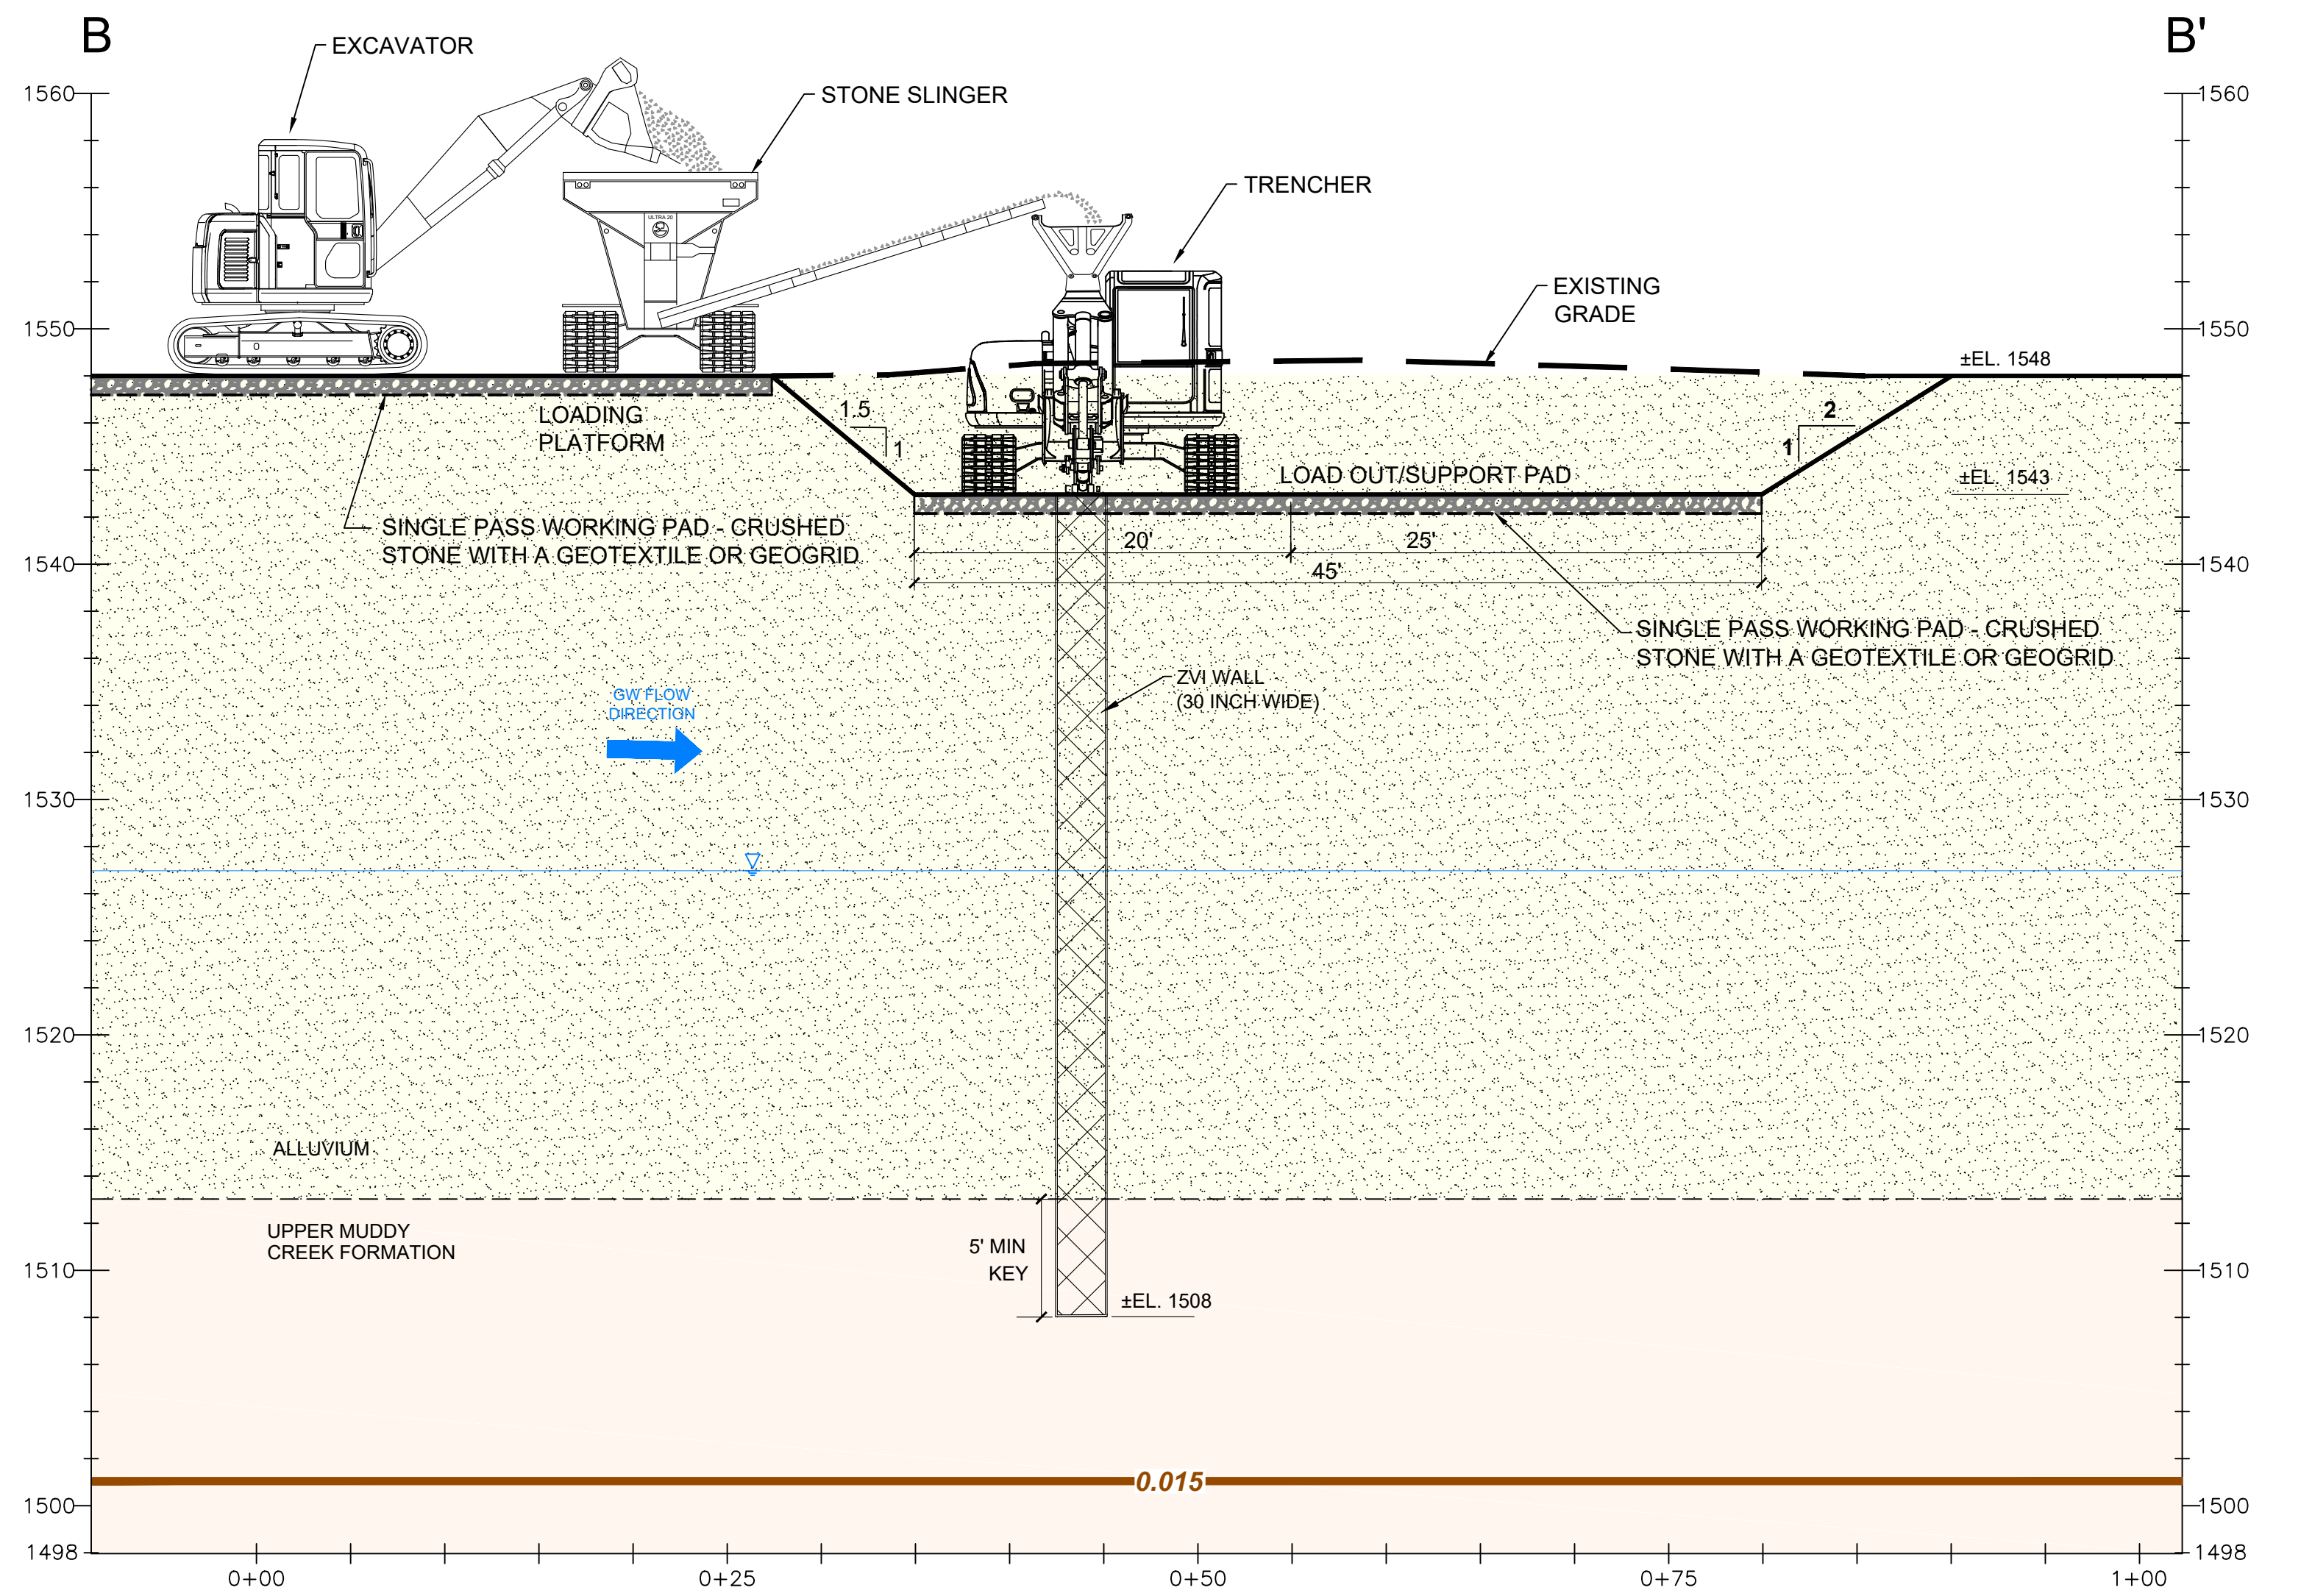 B
B'
EXCAVATOR
STONE SLINGER
TRENCHER
EXISTING
GRADE
1560
1560
ULTRA 20
1550
1550
±EL. 1548
LOADING
PLATFORM
1.5
1
2
1
LOAD OUT/SUPPORT PAD
±EL. 1543
SINGLE PASS WORKING PAD - CRUSHED
STONE WITH A GEOTEXTILE OR GEOGRID
20'
25'
45'
1540
1540
SINGLE PASS WORKING PAD - CRUSHED
STONE WITH A GEOTEXTILE OR GEOGRID
ZVI WALL
(30 INCH WIDE)
GW FLOW
DIRECTION
1530
1530
1520
1520
ALLUVIUM
UPPER MUDDY
CREEK FORMATION
5' MIN
KEY
1510
1510
±EL. 1508
0.015
1500
1500
1498
1498
0+00
0+25
0+50
0+75
1+00